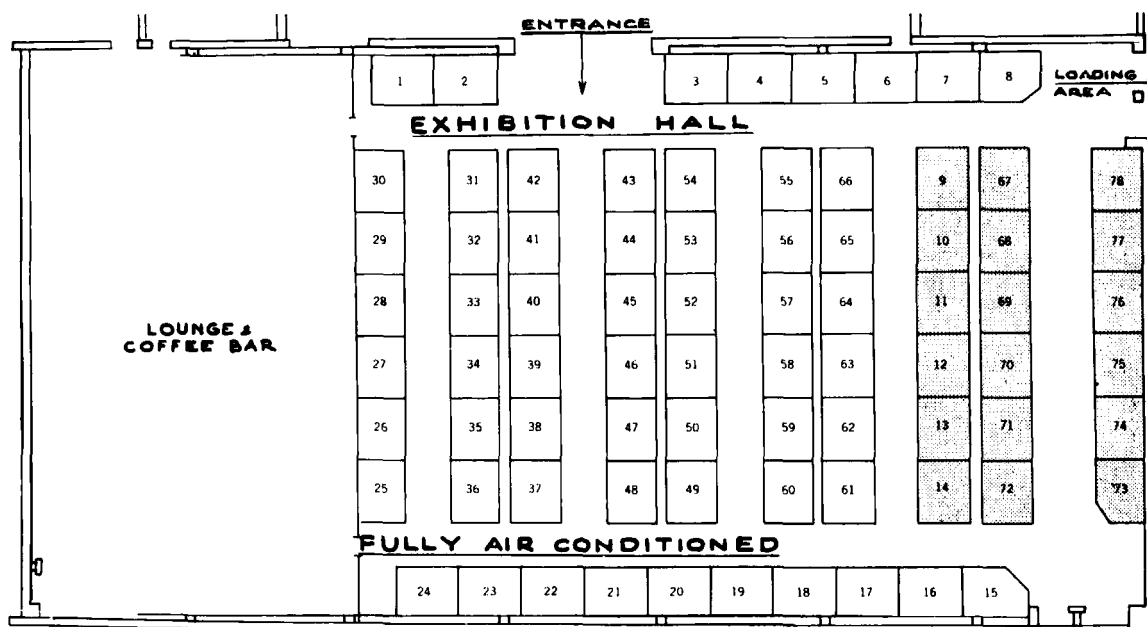 ENTRANCE
1 2 3 4 5 6 7 8
LOADING
AREA
EXHIBITION HALL
30 31 42 43 54 55 66 9 67 78
29 32 41 44 53 56 65 10 68 77
28 33 40 45 52 57 64 11 69 76
LOUNGE &
COFFEE BAR
27 34 39 46 51 58 63 12 70 75
26 35 38 47 50 59 62 13 71 74
25 36 37 48 49 60 61 14 72 73
FULLY AIR CONDITIONED
24 23 22 21 20 19 18 17 16 15